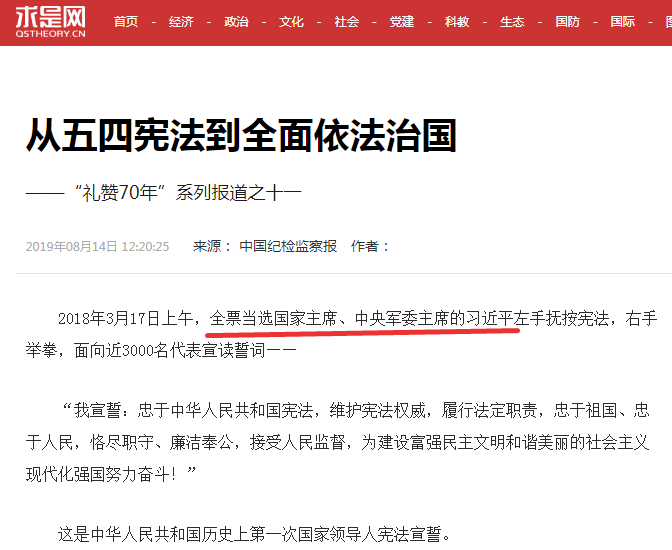 求是网
QSTHEORY.CN
首页 - 经济 - 政治 - 文化 - 社会 - 党建 - 科教 - 生态 - 国防 - 国际 -
从五四宪法到全面依法治国
——“礼赞70年”系列报道之十一
2019年08月14日 12:20:25 来源： 中国纪检监察报 作者：
2018年3月17日上午，全票当选国家主席、中央军委主席的习近平左手抚按宪法，右手
举拳，面向近3000名代表宣读誓词——
“我宣誓：忠于中华人民共和国宪法，维护宪法权威，履行法定职责，忠于祖国、忠
于人民，恪尽职守、廉洁奉公，接受人民监督，为建设富强民主文明和谐美丽的社会主义
现代化强国努力奋斗！”
这是中华人民共和国历史上第一次国家领导人宪法宣誓。